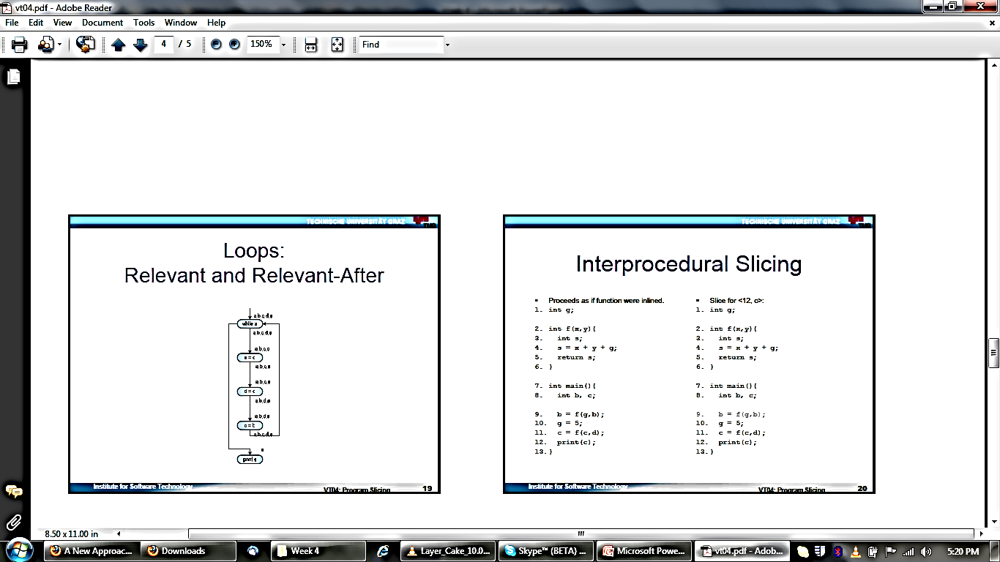 vt04.pdf - Adobe Reader
File Edit View Document Tools Window Help
4 / 5 150% Find
TECHNISCHE UNIVERSITÄT GRAZ
Loops:
Relevant and Relevant-After
a,b,c,d,e
a,b,c,d,e
a,b,c,e
a,b,c,e
d = c
a,b,d,e
a,b,d,e
a,b,c,d,e
e
Institute for Software Technology
VT04: Program Slicing
19
TECHNISCHE UNIVERSITÄT GRAZ
Interprocedural Slicing
▪ Proceeds as if function were inlined.
1. int g;
2. int f(x,y){
3. int s;
4. s = x + y + g;
5. return s;
6. }
7. int main(){
8. int b, c;
9. b = f(g,b);
10. g = 5;
11. c = f(c,d);
12. print(c);
13. }
▪ Slice for <12, c>:
1. int g;
2. int f(x,y){
3. int s;
4. s = x + y + g;
5. return s;
6. }
7. int main(){
8. int b, c;
9. b = f(g,b);
10. g = 5;
11. c = f(c,d);
12. print(c);
13. }
Institute for Software Technology
VT04: Program Slicing
20
8.50 x 11.00 in
A New Approac... Downloads Week 4 Layer_Cake_10.0... Skype™ (BETA) ... Microsoft Powe... vt04.pdf - Adob... 5:20 PM